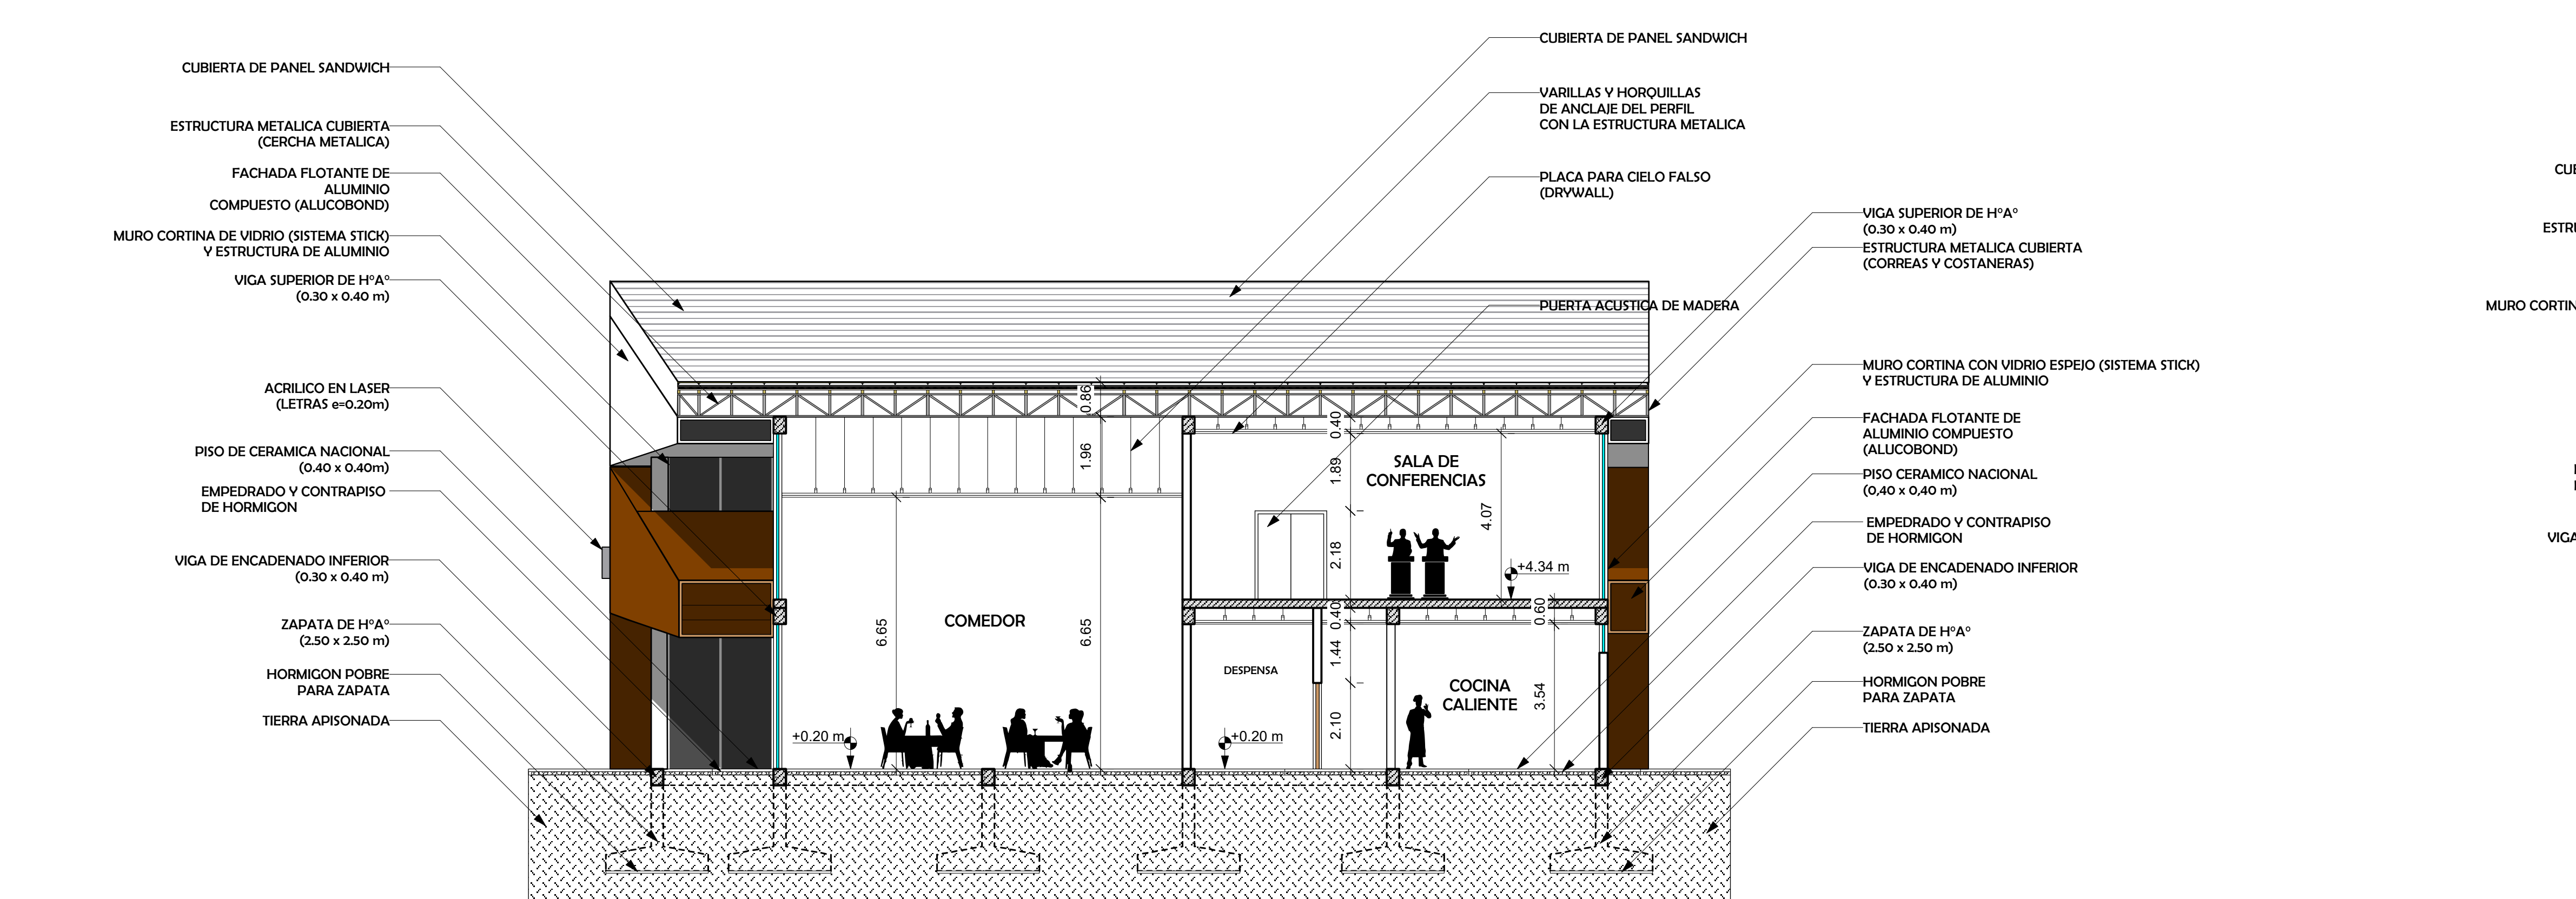 CUBIERTA DE PANEL SANDWICH
ESTRUCTURA METALICA CUBIERTA
(CERCHA METALICA)
FACHADA FLOTANTE DE
ALUMINIO
COMPUESTO (ALUCOBOND)
MURO CORTINA DE VIDRIO (SISTEMA STICK)
Y ESTRUCTURA DE ALUMINIO
VIGA SUPERIOR DE HºAº
(0.30 x 0.40 m)
ACRILICO EN LASER
(LETRAS e=0.20m)
PISO DE CERAMICA NACIONAL
(0.40 x 0.40m)
EMPEDRADO Y CONTRAPISO
DE HORMIGON
VIGA DE ENCADENADO INFERIOR
(0.30 x 0.40 m)
ZAPATA DE HºAº
(2.50 x 2.50 m)
HORMIGON POBRE
PARA ZAPATA
TIERRA APISONADA
CUBIERTA DE PANEL SANDWICH
VARILLAS Y HORQUILLAS
DE ANCLAJE DEL PERFIL
CON LA ESTRUCTURA METALICA
PLACA PARA CIELO FALSO
(DRYWALL)
PUERTA ACUSTICA DE MADERA
0.86
1.96
6.65
6.65
COMEDOR
+0.20 m
0.40
1.89
2.18
0.40
1.44
2.10
SALA DE
CONFERENCIAS
4.07
+4.34 m
0.60
3.54
DESPENSA
+0.20 m
COCINA
CALIENTE
VIGA SUPERIOR DE HºAº
(0.30 x 0.40 m)
ESTRUCTURA METALICA CUBIERTA
(CORREAS Y COSTANERAS)
MURO CORTINA CON VIDRIO ESPEJO (SISTEMA STICK)
Y ESTRUCTURA DE ALUMINIO
FACHADA FLOTANTE DE
ALUMINIO COMPUESTO
(ALUCOBOND)
PISO CERAMICO NACIONAL
(0,40 x 0,40 m)
EMPEDRADO Y CONTRAPISO
DE HORMIGON
VIGA DE ENCADENADO INFERIOR
(0.30 x 0.40 m)
ZAPATA DE HºAº
(2.50 x 2.50 m)
HORMIGON POBRE
PARA ZAPATA
TIERRA APISONADA
MURO